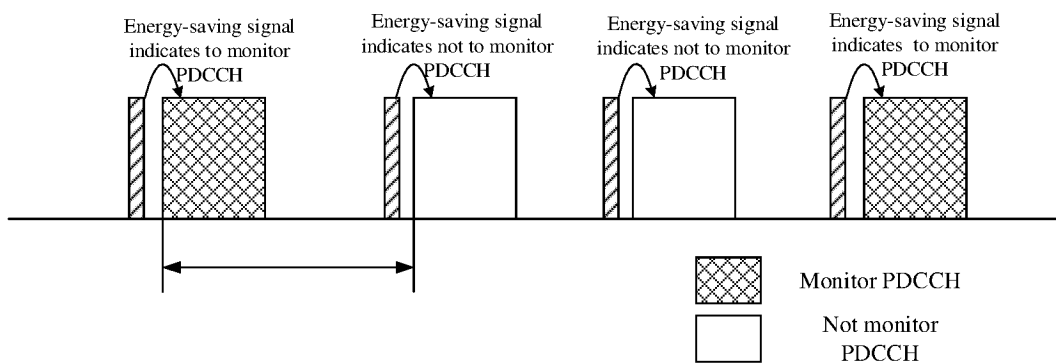 Energy-saving signal
indicates to monitor
PDCCH
Energy-saving signal
indicates not to monitor
PDCCH
Energy-saving signal
indicates not to monitor
PDCCH
Energy-saving signal
indicates to monitor
PDCCH
Monitor PDCCH
Not monitor
PDCCH